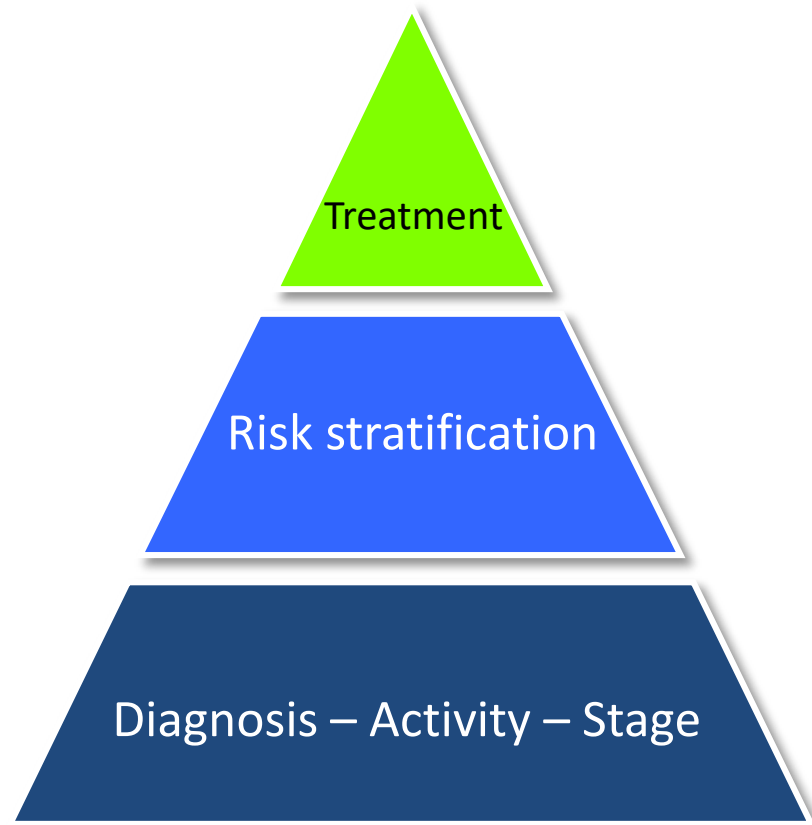 Treatment
Risk stratification
Diagnosis – Activity – Stage